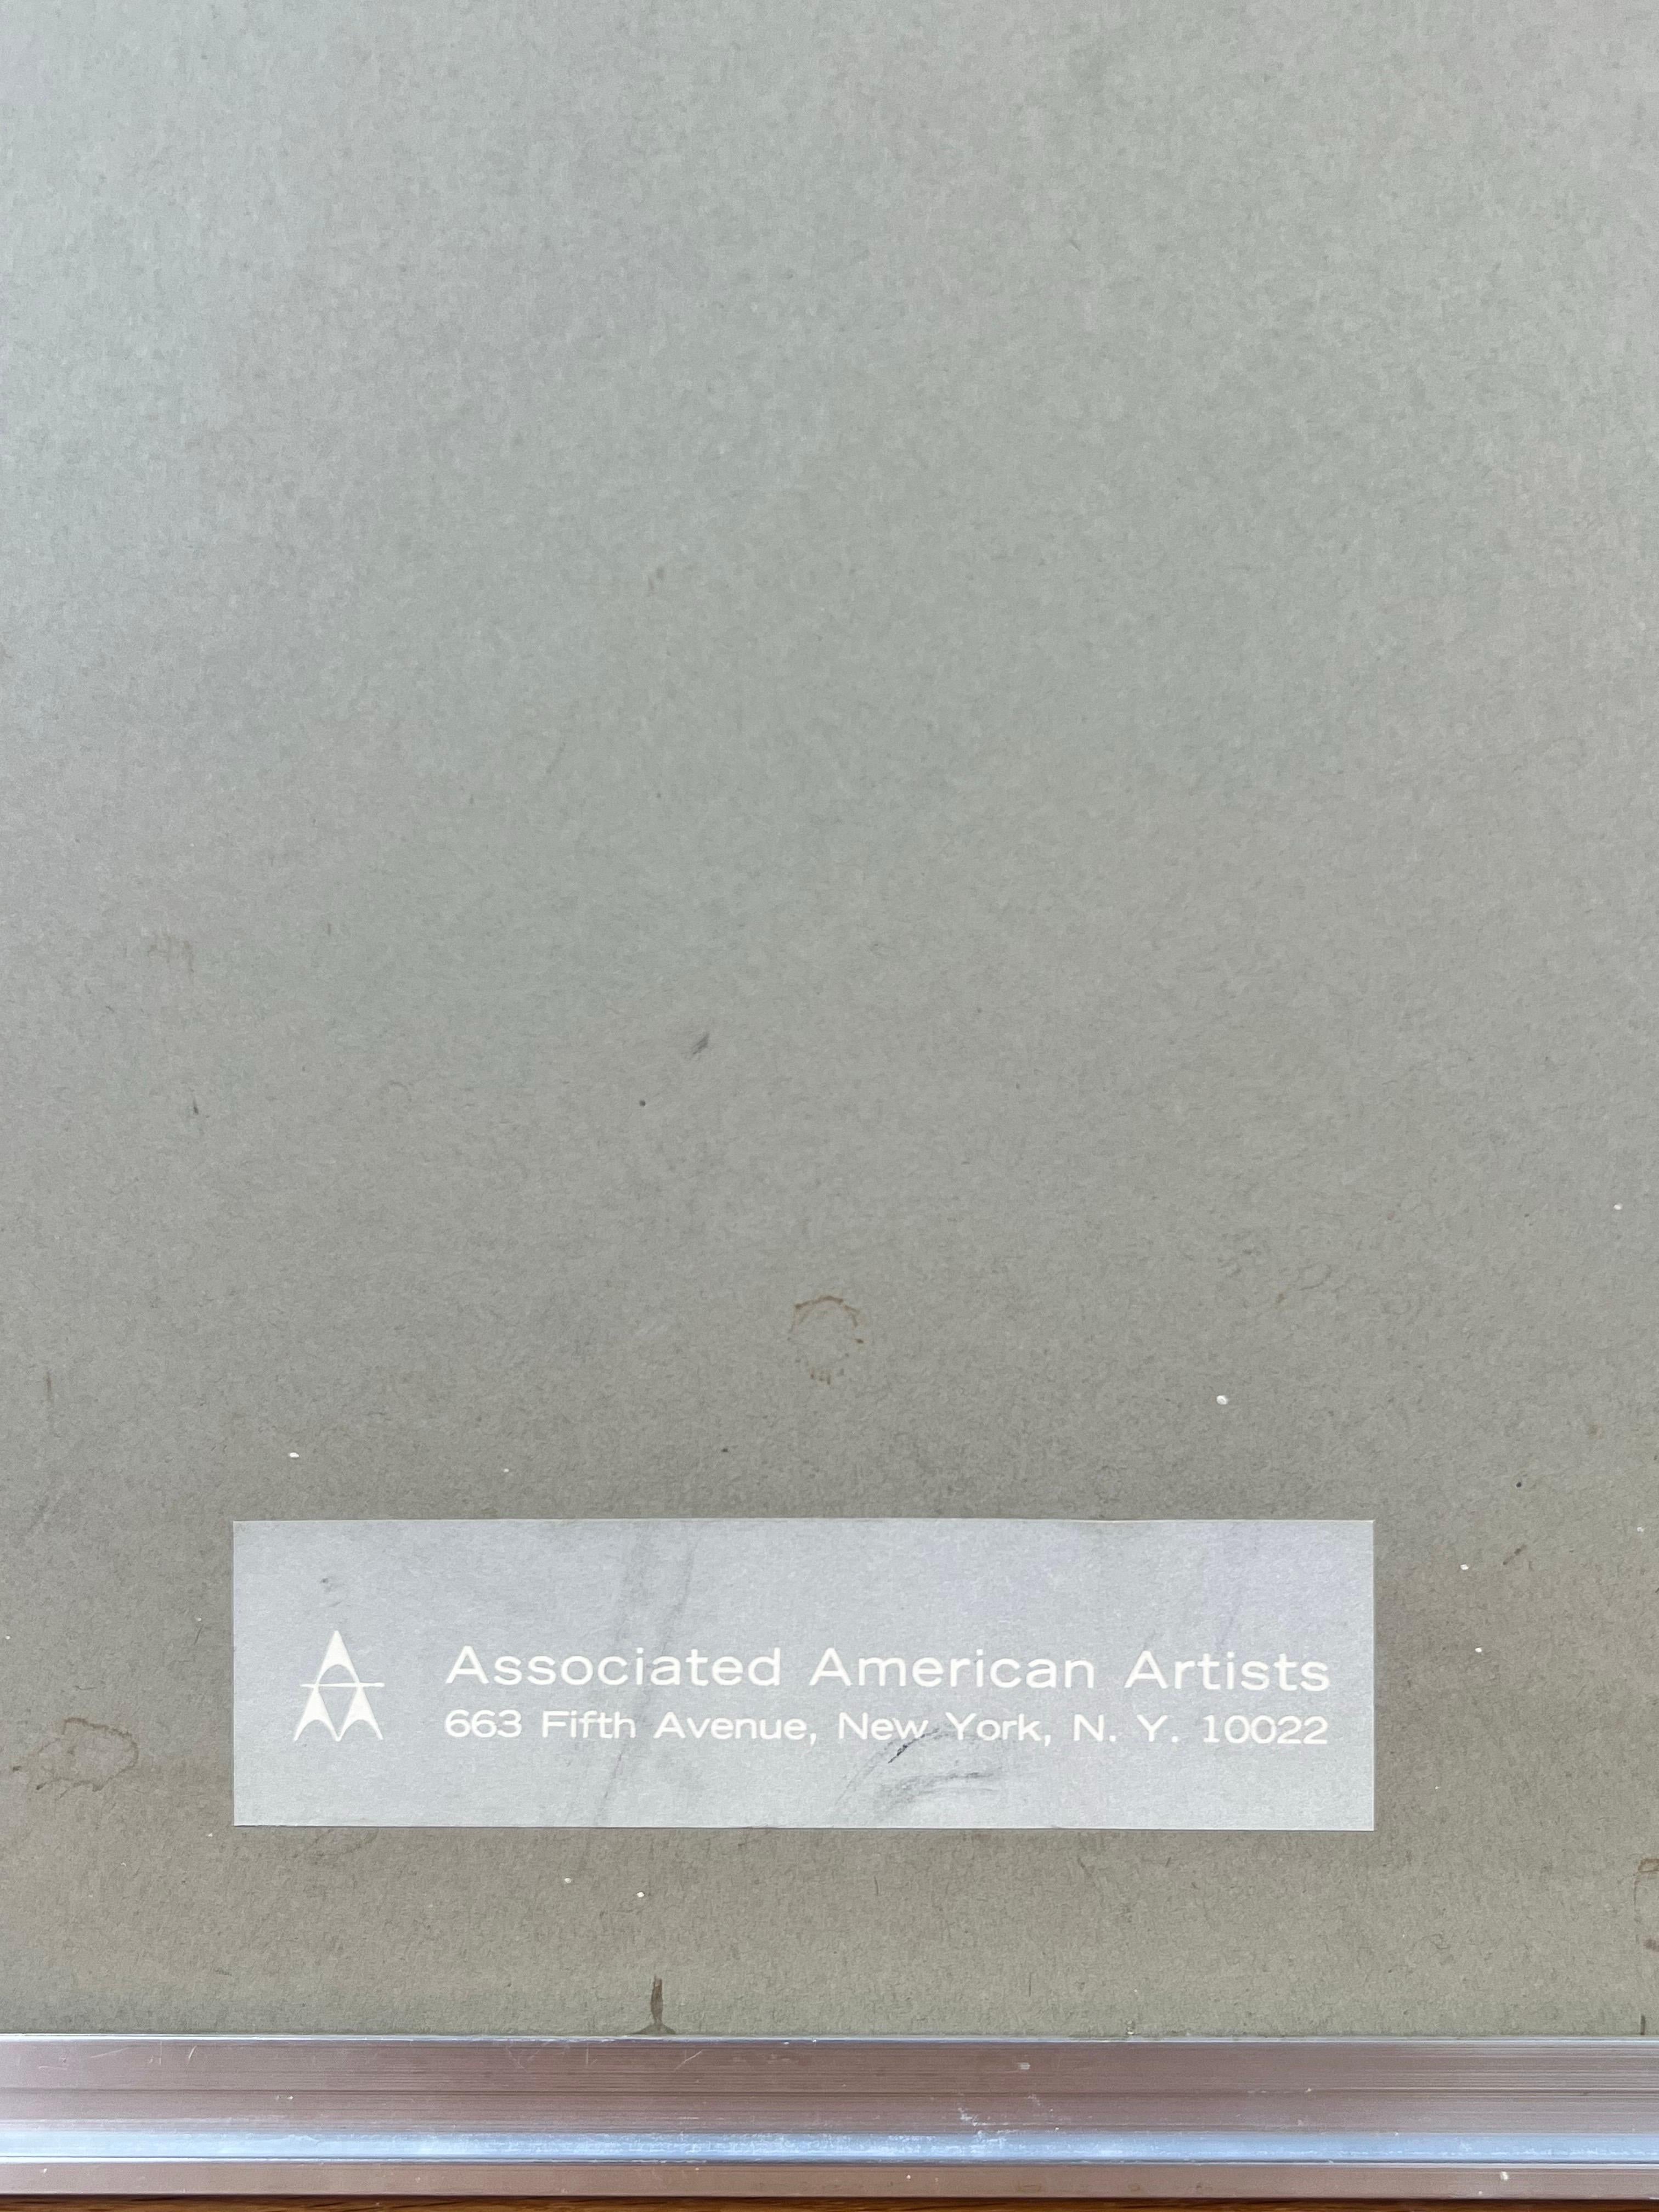 Associated American Artists
663 Fifth Avenue, New York, N. Y. 10022